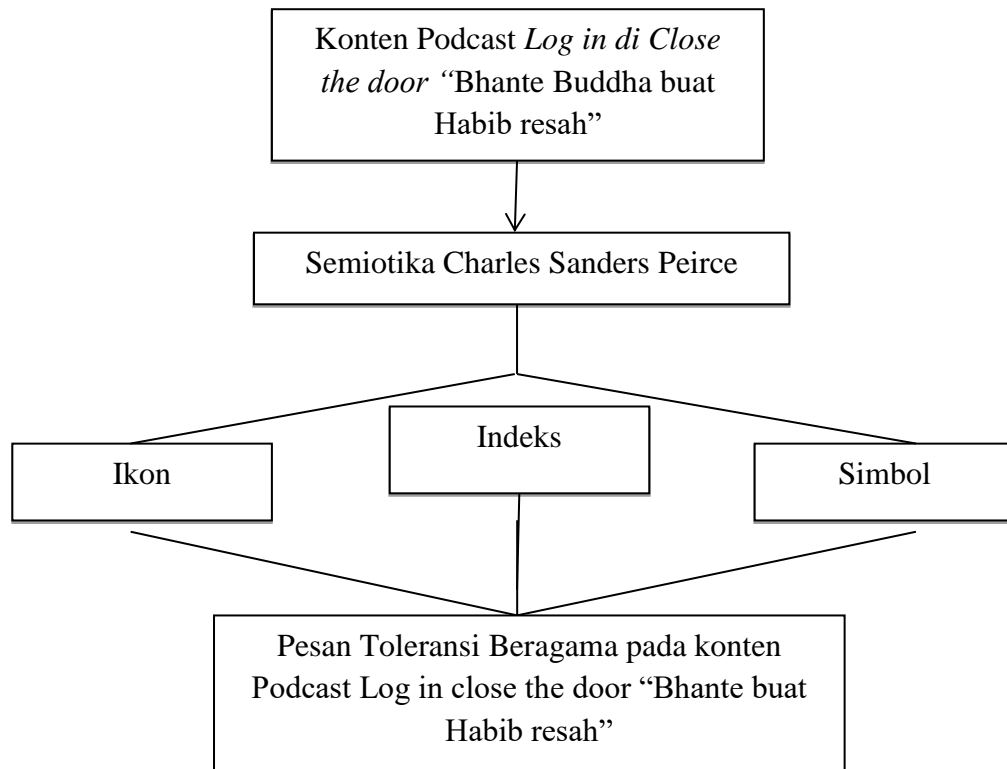 Konten Podcast Log in di Close
the door “Bhante Buddha buat
Habib resah”
Semiotika Charles Sanders Peirce
Ikon
Indeks
Simbol
Pesan Toleransi Beragama pada konten
Podcast Log in close the door “Bhante buat
Habib resah”